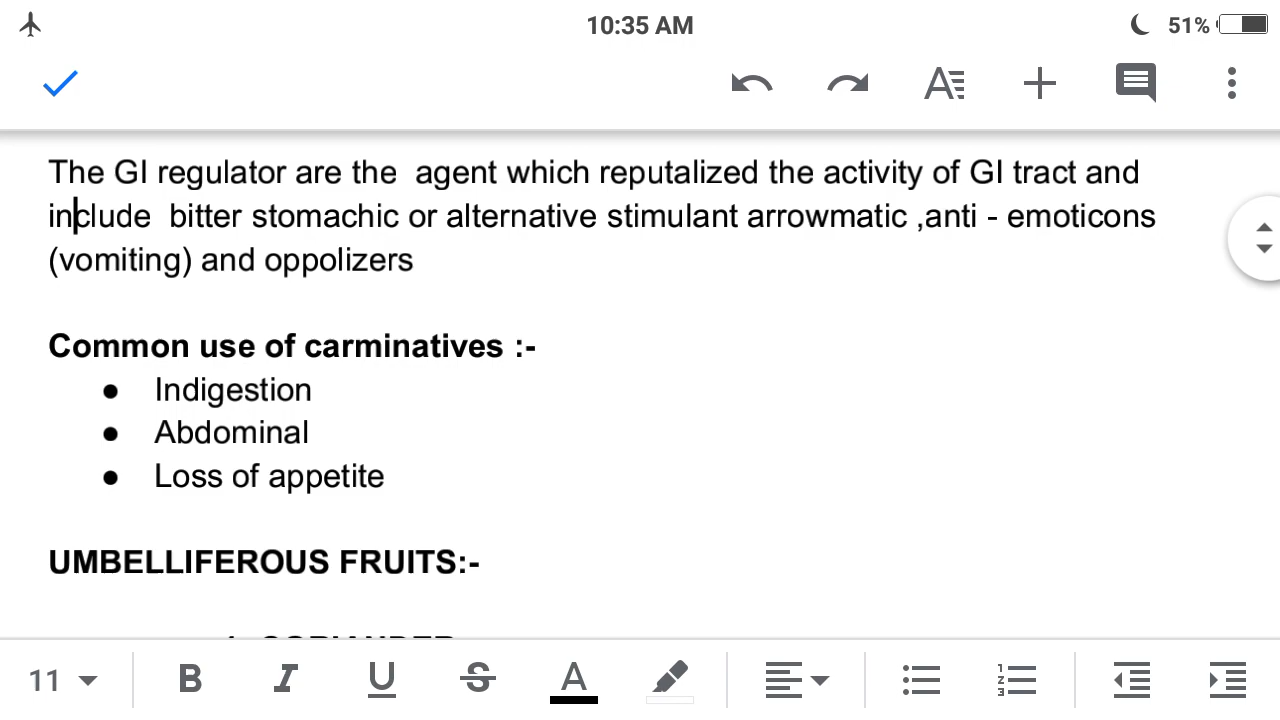 10:35 AM
51%
The GI regulator are the  agent which reputalized the activity of GI tract and
include  bitter stomachic or alternative stimulant arrowmatic ,anti - emoticons
(vomiting) and oppolizers
Common use of carminatives :-
● Indigestion
● Abdominal
● Loss of appetite
UMBELLIFEROUS FRUITS:-
11 B I U S A